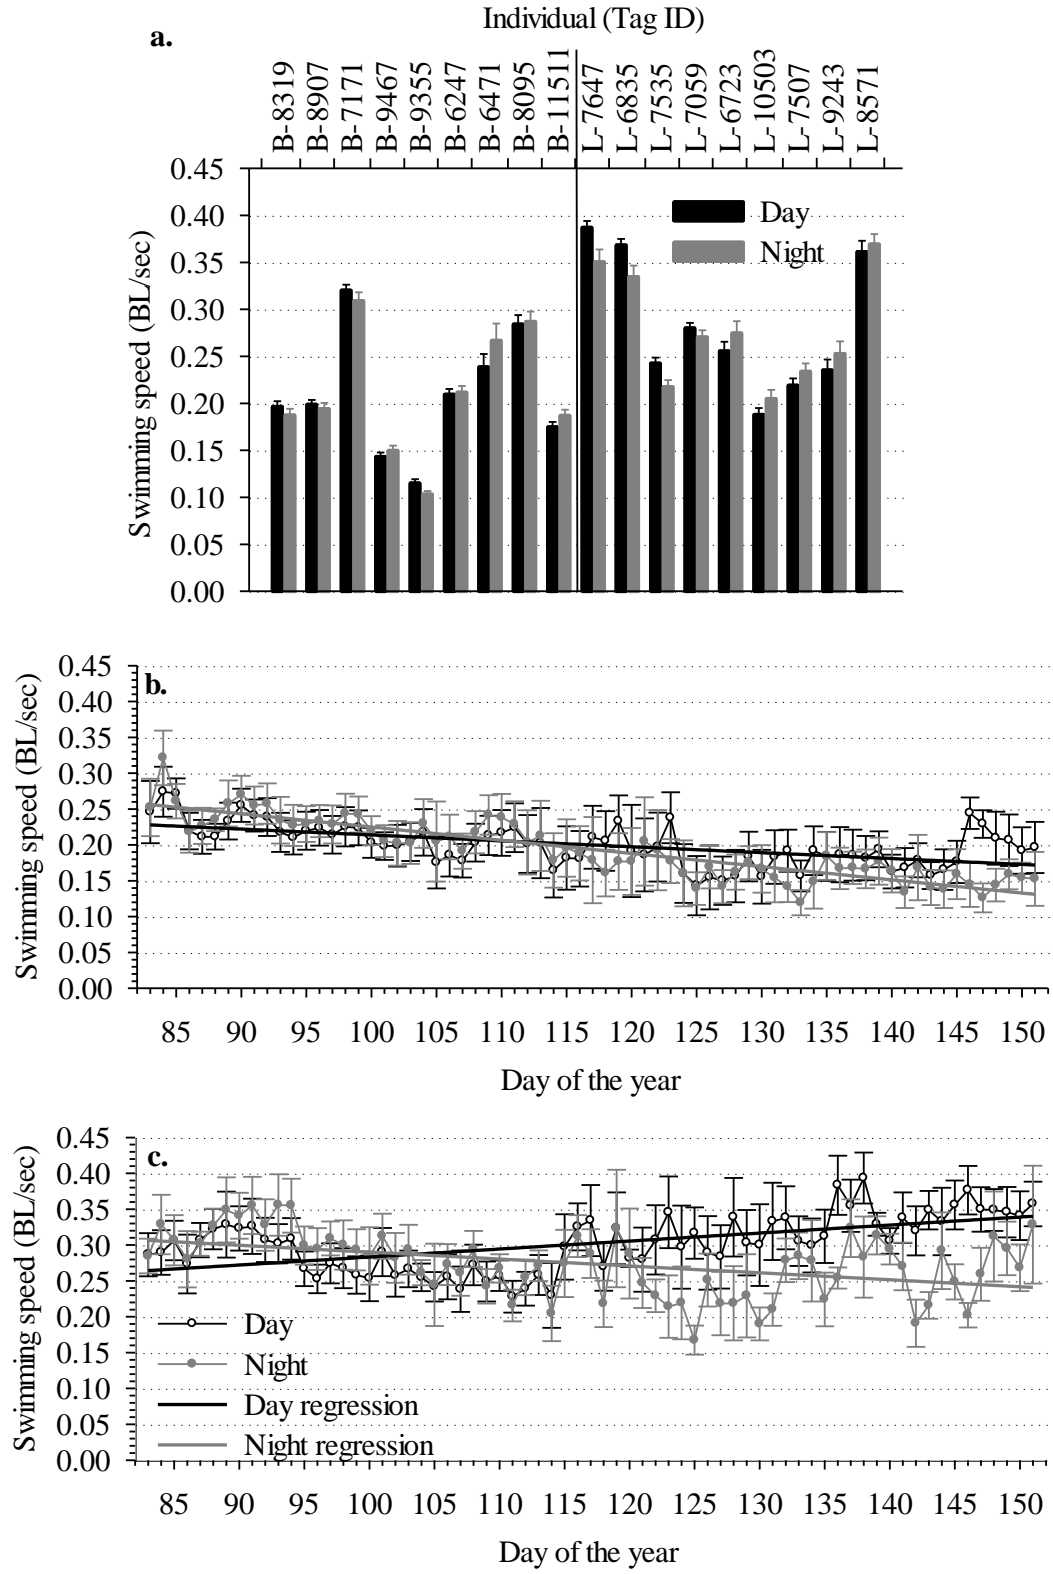 Individual (Tag ID)
a.
B-8319
B-8907
B-7171
B-9467
B-9355
B-6247
B-6471
B-8095
B-11511
L-7647
L-6835
L-7535
L-7059
L-6723
L-10503
L-7507
L-9243
L-8571
Swimming speed (BL/sec)
0.45
0.40
0.35
0.30
0.25
0.20
0.15
0.10
0.05
0.00
Day
Night
b.
Swimming speed (BL/sec)
0.45
0.40
0.35
0.30
0.25
0.20
0.15
0.10
0.05
0.00
85 90 95 100 105 110 115 120 125 130 135 140 145 150
Day of the year
c.
Swimming speed (BL/sec)
0.45
0.40
0.35
0.30
0.25
0.20
0.15
0.10
0.05
0.00
Day
Night
Day regression
Night regression
85 90 95 100 105 110 115 120 125 130 135 140 145 150
Day of the year